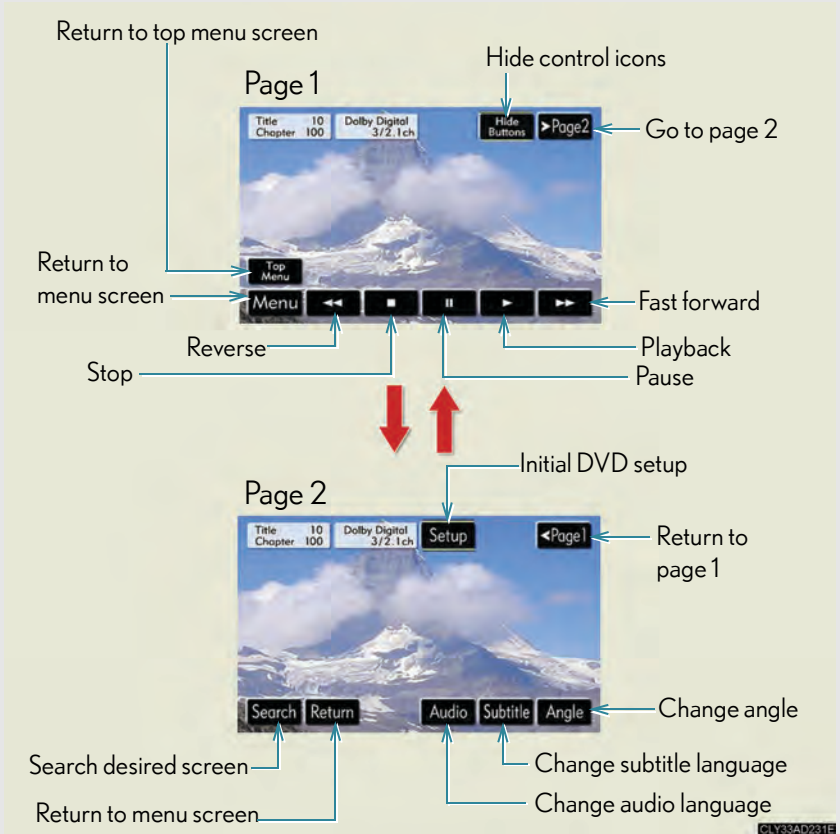 Return to top menu screen
Hide control icons
Page 1
Title 10
Chapter 100
Dolby Digital
3/2.1ch
Hide
Buttons
➤Page2
Go to page 2
Return to
menu screen
Top
Menu
Menu
Fast forward
Reverse
Playback
Stop
Pause
Initial DVD setup
Page 2
Title 10
Chapter 100
Dolby Digital
3/2.1ch
Setup
<Page1
Return to
page 1
Search Return Audio Subtitle Angle
Change angle
Search desired screen
Change subtitle language
Return to menu screen
Change audio language
CLY33AD231E